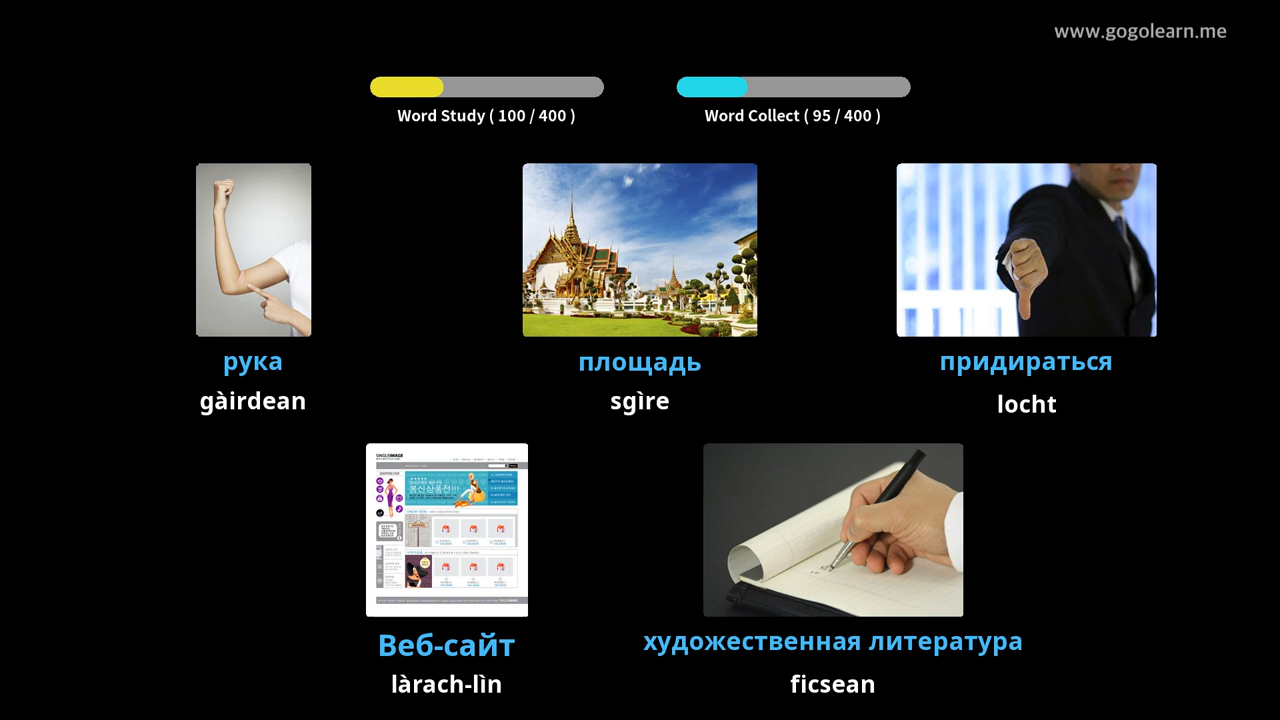 www.gogolearn.me
Word Study ( 100 / 400 )
Word Collect ( 95 / 400 )
рука
площадь
придираться
gàirdean
sgìre
locht
SINGLEIMAGE
Веб-сайт
художественная литература
làrach-lìn
ficsean